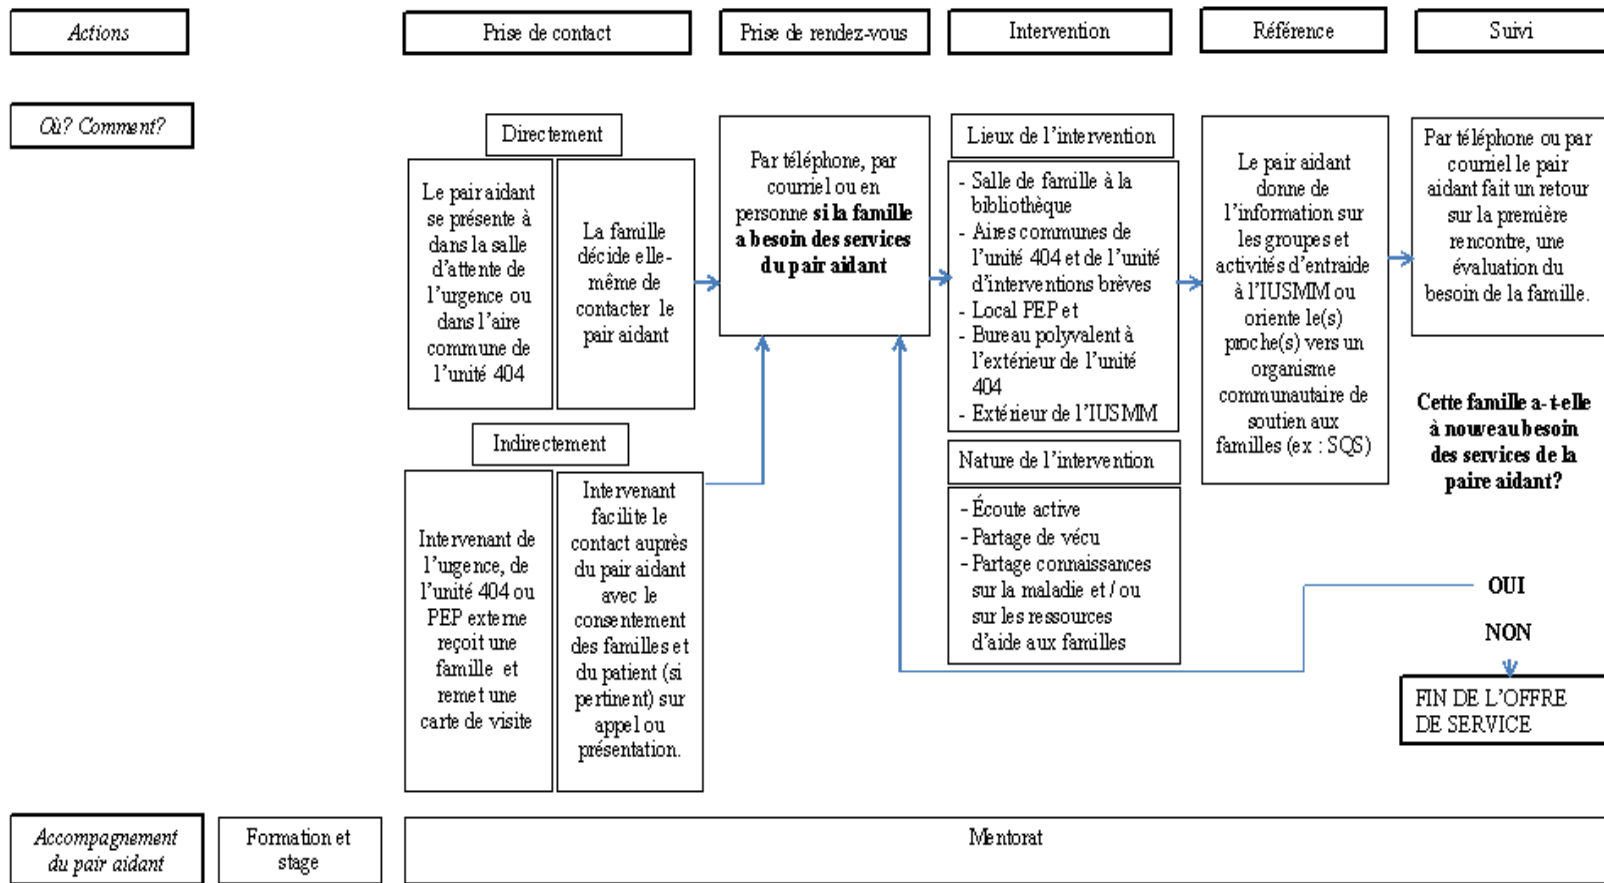 Actions
Prise de contact
Prise de rendez-vous
Intervention
Référence
Suivi
Où? Comment?
Directement
Le pair aidant
se présente à
dans la salle
d'attente de
l'urgence ou
dans l'aire
commune de
l'unité 404
La famille
décide elle-
même de
contacter le
pair aidant
Indirectement
Intervenant de
l'urgence, de
l'unité 404 ou
PEP externe
reçoit une
famille et
remet une
carte de visite
Intervenant
facilite le
contact auprès
du pair aidant
avec le
consentement
des familles et
du patient (si
pertinent) sur
appel ou
présentation.
Par téléphone, par
courriel ou en
personne si la famille
a besoin des services
du pair aidant
Lieux de l'intervention
- Salle de famille à la
bibliothèque
- Aires communes de
l'unité 404 et de l'unité
d'interventions brèves
- Local PEP et
- Bureau polyvalent à
l'extérieur de l'unité
404
- Extérieur de l'IUSMM
Nature de l'intervention
- Écoute active
- Partage de vécu
- Partage connaissances
sur la maladie et / ou
sur les ressources
d'aide aux familles
Le pair aidant
donne de
l'information sur
les groupes et
activités d'entraide
à l'IUSMM ou
oriente le(s)
proche(s) vers un
organisme
communautaire de
soutien aux
familles (ex : SQS)
Par téléphone ou par
courriel le pair
aidant fait un retour
sur la première
rencontre, une
évaluation du
besoin de la famille.
Cette famille a-t-elle
à nouveau besoin
des services de la
paire aidant?
OUI
NON
FIN DE L'OFFRE
DE SERVICE
Accompagnement
du pair aidant
Formation et
stage
Mentorat